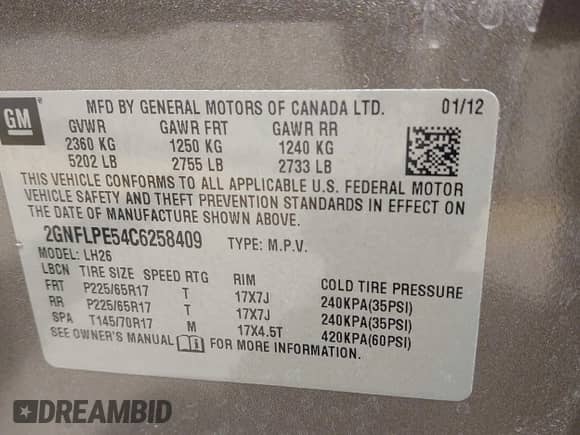 GM
MFD BY GENERAL MOTORS OF CANADA LTD. 01/12
GVWR GAWR FRT GAWR RR
2360 KG 1250 KG 1240 KG
5202 LB 2755 LB 2733 LB
THIS VEHICLE CONFORMS TO ALL APPLICABLE U.S. FEDERAL MOTOR
VEHICLE SAFETY AND THEFT PREVENTION STANDARDS IN EFFECT ON
THE DATE OF MANUFACTURE SHOWN ABOVE.
2GNFLPE54C6258409 TYPE: M.P.V.
MODEL: LH26
LBCN TIRE SIZE SPEED RTG RIM COLD TIRE PRESSURE
FRT P225/65R17 T 17X7J 240KPA(35PSI)
RR P225/65R17 T 17X7J 240KPA(35PSI)
SPA T145/70R17 M 17X4.5T 420KPA(60PSI)
SEE OWNER'S MANUAL FOR MORE INFORMATION.
DREAMBID